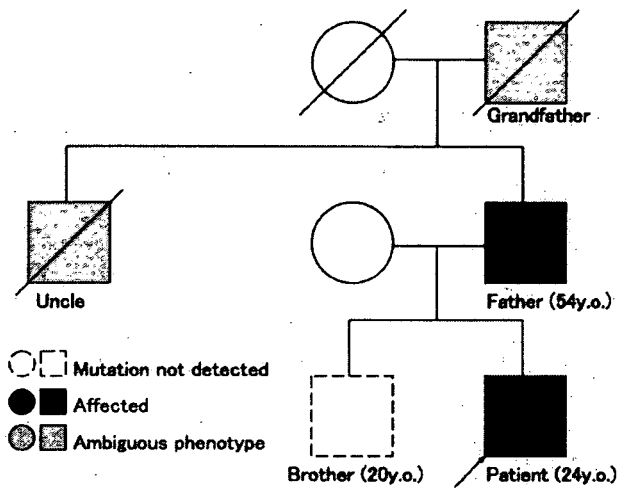 Grandfather
Uncle
Father (54y.o.)
Mutation not detected
Affected
Ambiguous phenotype
Brother (20y.o.)
Patient (24y.o.)